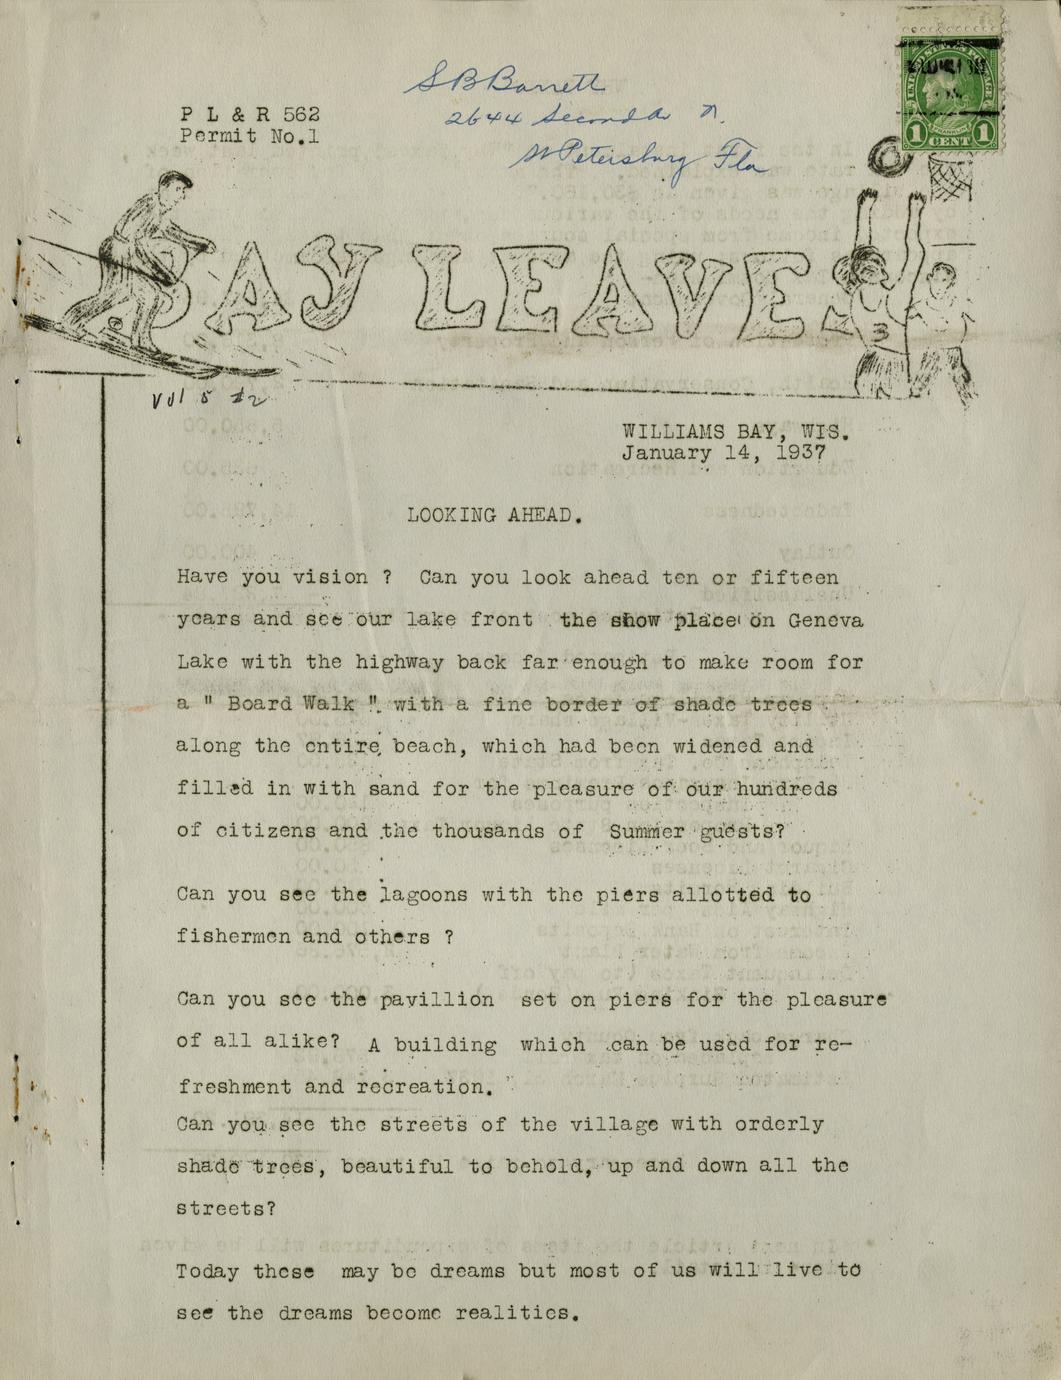 S B Barrett
2644 Second A N.
St Petersburg Fla
P L & R 562
Permit No.1
UNITED STATES POSTAGE
FRANKLIN
1 CENT 1
BAY LEAVES
3
Vol 5 #2
WILLIAMS BAY, WIS.
January 14, 1937
LOOKING AHEAD.
Have you vision ? Can you look ahead ten or fifteen
years and see our lake front the show place on Geneva
Lake with the highway back far enough to make room for
a " Board Walk ". with a fine border of shade trees
along the entire beach, which had been widened and
filled in with sand for the pleasure of our hundreds
of citizens and the thousands of Summer guests?
Can you see the lagoons with the piers allotted to
fishermen and others ?
Can you see the pavillion set on piers for the pleasure
of all alike? A building which can be used for re-
freshment and recreation.
Can you see the streets of the village with orderly
shade trees, beautiful to behold, up and down all the
streets?
Today these may be dreams but most of us will live to
see the dreams become realities.